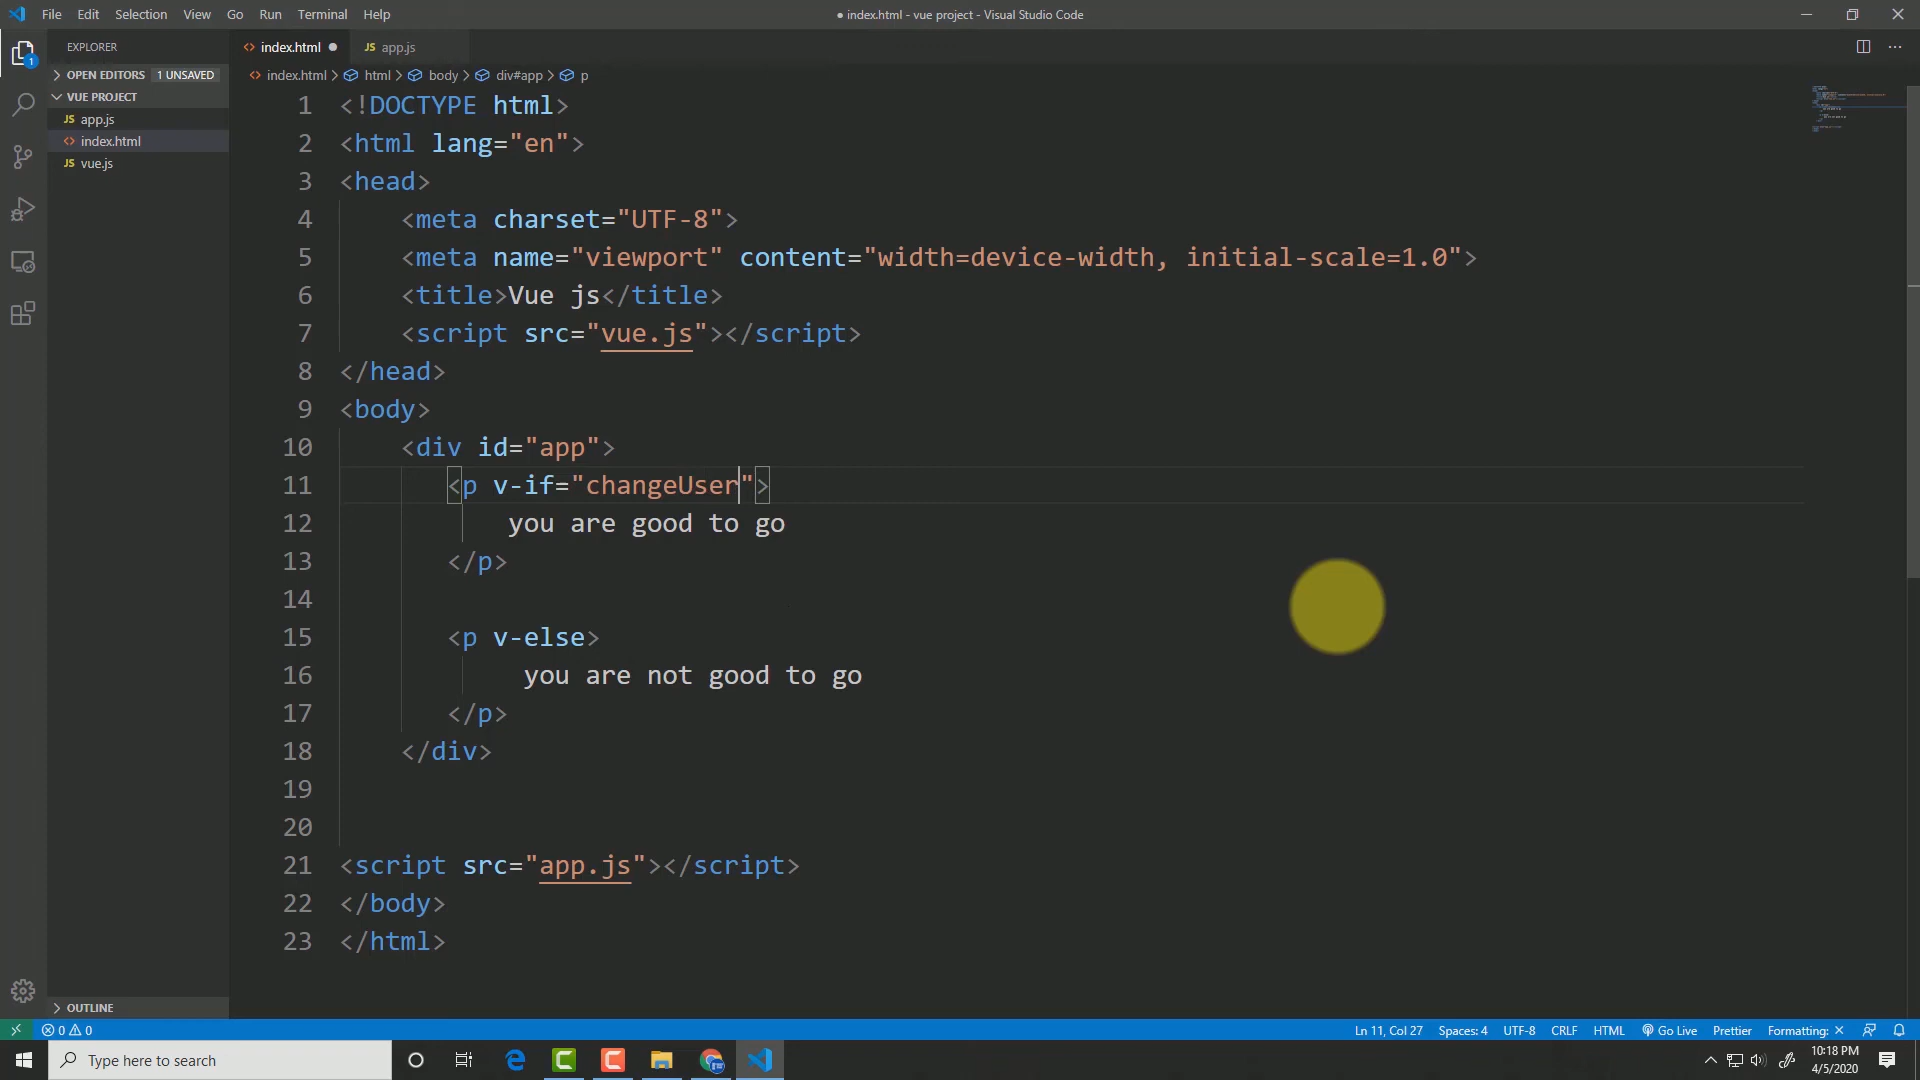 File Edit Selection View Go Run Terminal Help
● index.html - vue project - Visual Studio Code
EXPLORER
OPEN EDITORS 1 UNSAVED
VUE PROJECT
JS app.js
<> index.html
JS vue.js
OUTLINE
1
<> index.html ●
JS app.js
<> index.html > html > body > div#app > p
1 <!DOCTYPE html>
2 <html lang="en">
3 <head>
4 <meta charset="UTF-8">
5 <meta name="viewport" content="width=device-width, initial-scale=1.0">
6 <title>Vue js</title>
7 <script src="vue.js"></script>
8 </head>
9 <body>
10 <div id="app">
11 <p v-if="changeUser">
12 you are good to go
13 </p>
14
15 <p v-else>
16 you are not good to go
17 </p>
18 </div>
19
20
21 <script src="app.js"></script>
22 </body>
23 </html>
0 0
Ln 11, Col 27 Spaces: 4 UTF-8 CRLF HTML Go Live Prettier Formatting: ×
Type here to search
10:18 PM
4/5/2020